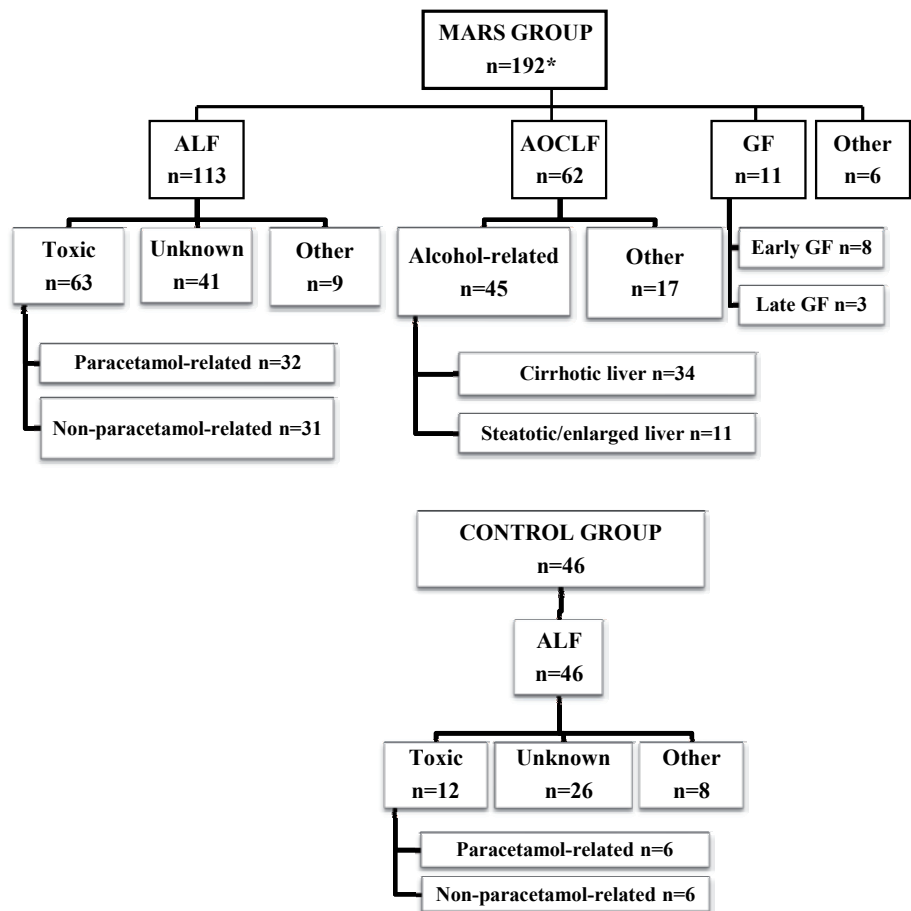 MARS GROUP
n=192*
ALF
n=113
AOCLF
n=62
GF
n=11
Other
n=6
Toxic
n=63
Unknown
n=41
Other
n=9
Alcohol-related
n=45
Other
n=17
Early GF n=8
Late GF n=3
Paracetamol-related n=32
Non-paracetamol-related n=31
Cirrhotic liver n=34
Steatotic/enlarged liver n=11
CONTROL GROUP
n=46
ALF
n=46
Toxic
n=12
Unknown
n=26
Other
n=8
Paracetamol-related n=6
Non-paracetamol-related n=6